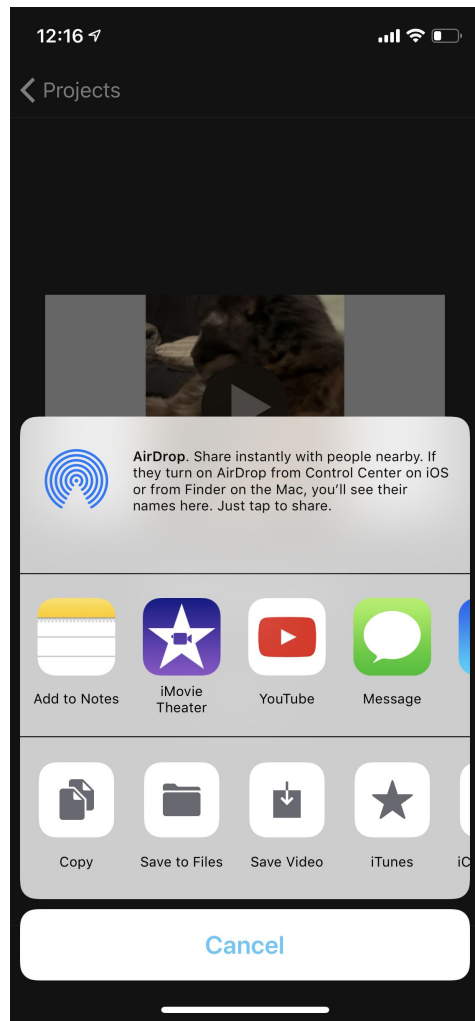 12:16
Projects
AirDrop. Share instantly with people nearby. If
they turn on AirDrop from Control Center on iOS
or from Finder on the Mac, you’ll see their
names here. Just tap to share.
Add to Notes
iMovie
Theater
YouTube
Message
Copy
Save to Files
Save Video
iTunes
iC
Cancel